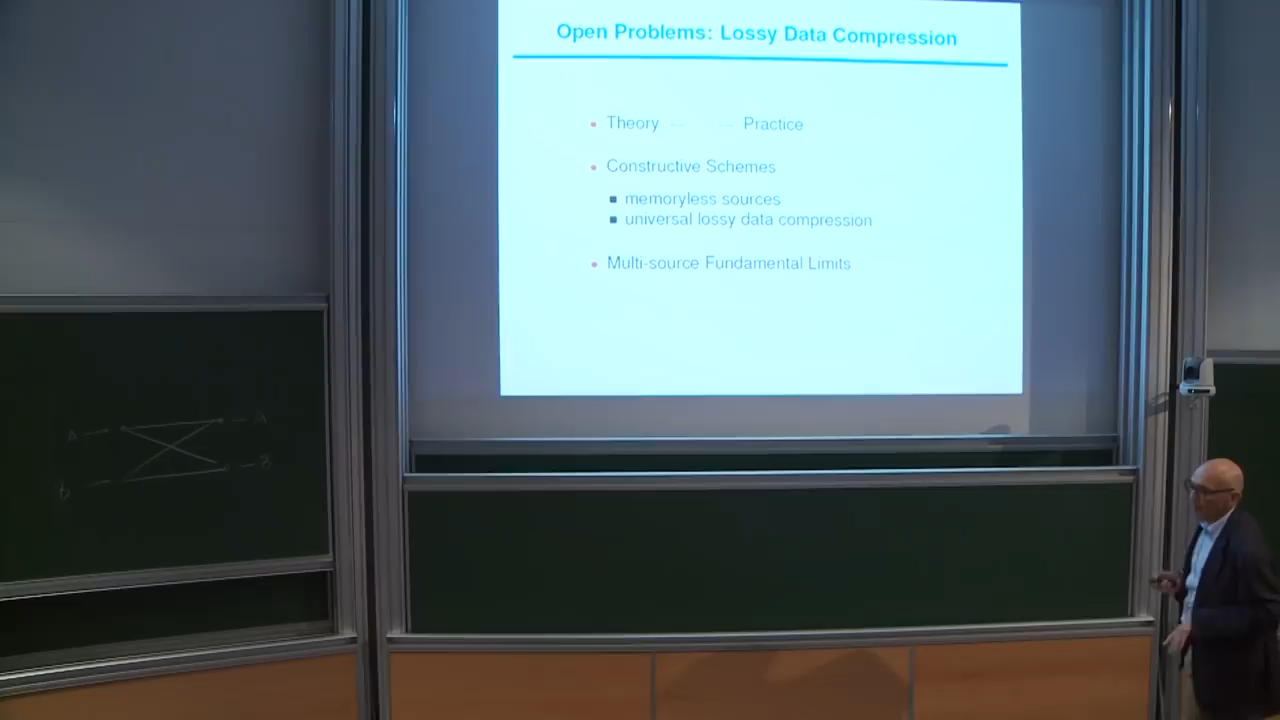 Open Problems: Lossy Data Compression
• Theory — — Practice
• Constructive Schemes
■ memoryless sources
■ universal lossy data compression
• Multi-source Fundamental Limits
A
A
B